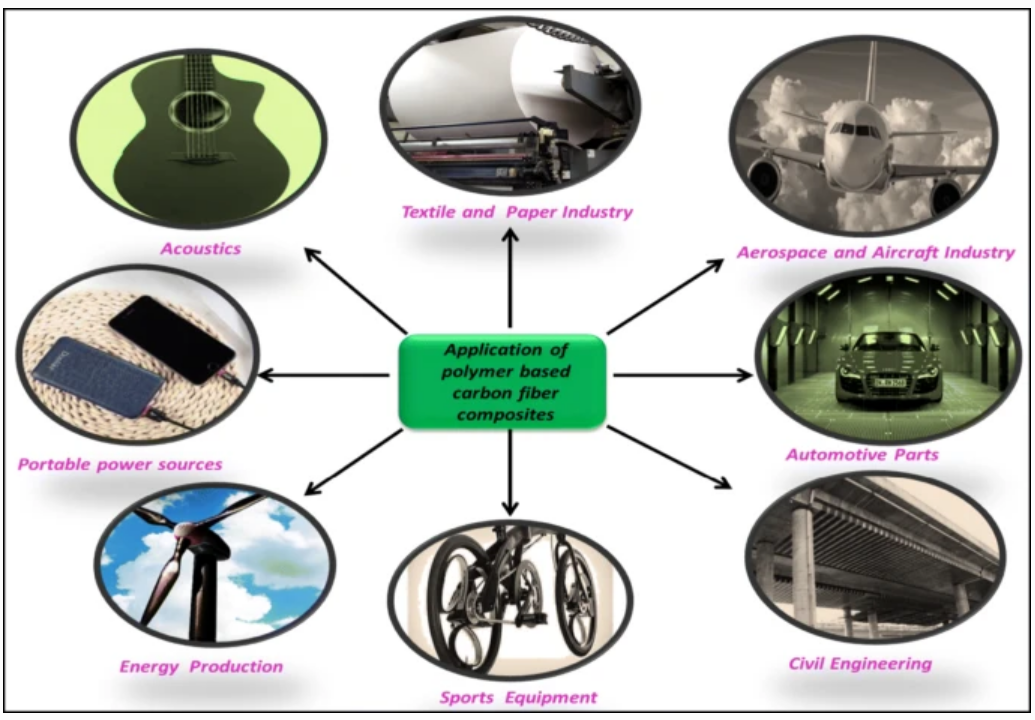 Textile and Paper Industry
Acoustics
Aerospace and Aircraft Industry
Application of
polymer based
carbon fiber
composites
Portable power sources
Automotive Parts
Energy Production
Sports Equipment
Civil Engineering